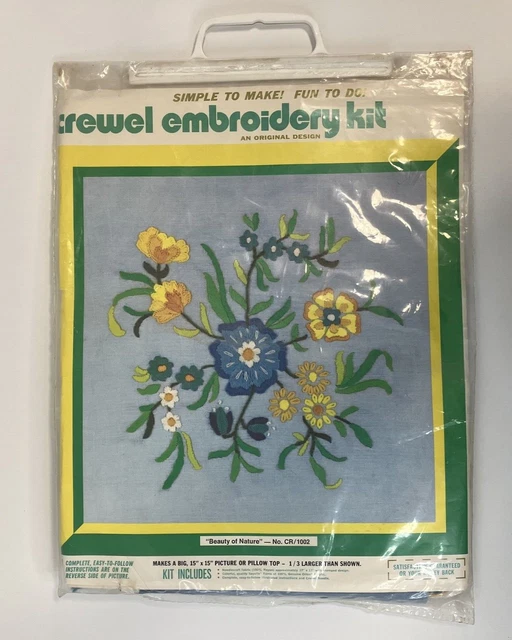 SIMPLE TO MAKE! FUN TO DO!
crewel embroidery kit
AN ORIGINAL DESIGN
"Beauty of Nature" — No. CR/1002
COMPLETE, EASY-TO-FOLLOW
INSTRUCTIONS ARE ON THE
REVERSE SIDE OF PICTURE.
MAKES A BIG, 15" x 15" PICTURE OR PILLOW TOP - 1/3 LARGER THAN SHOWN.
KIT INCLUDES
SATISFACTION GUARANTEED
OR YOUR MONEY BACK